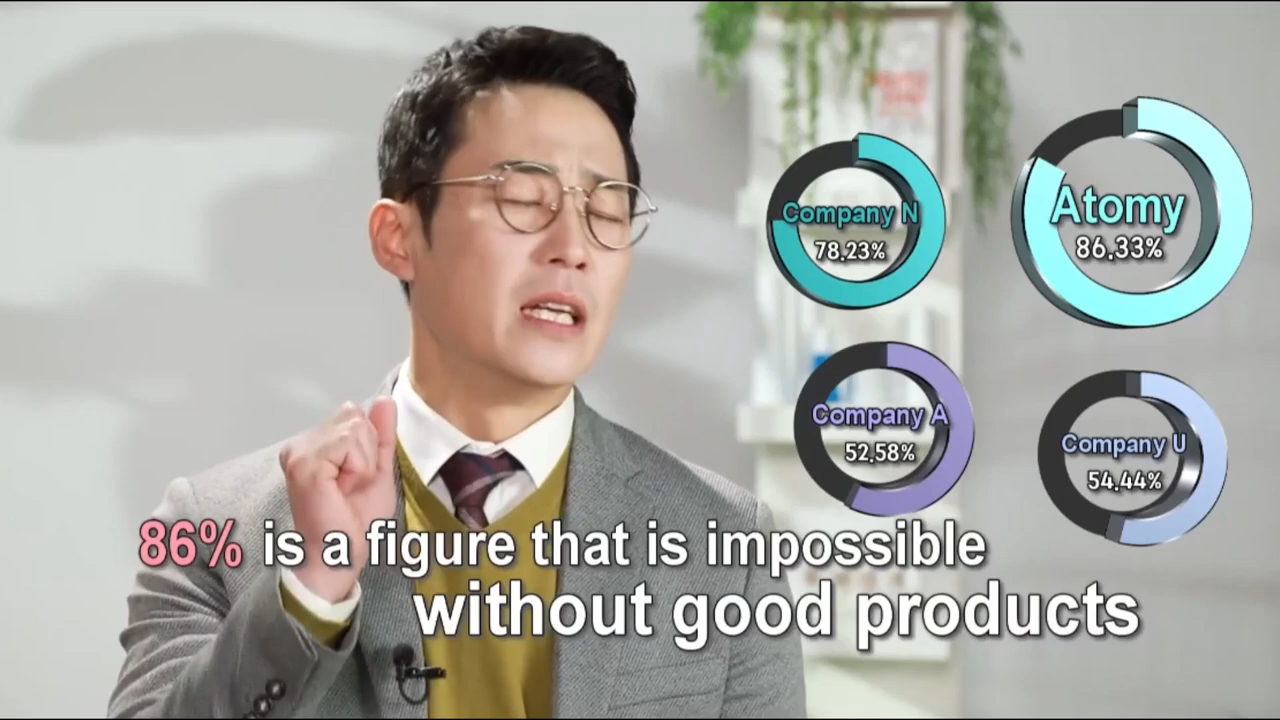 Company N
78.23%
Atomy
86.33%
Company A
52.58%
Company U
54.44%
86% is a figure that is impossible
without good products